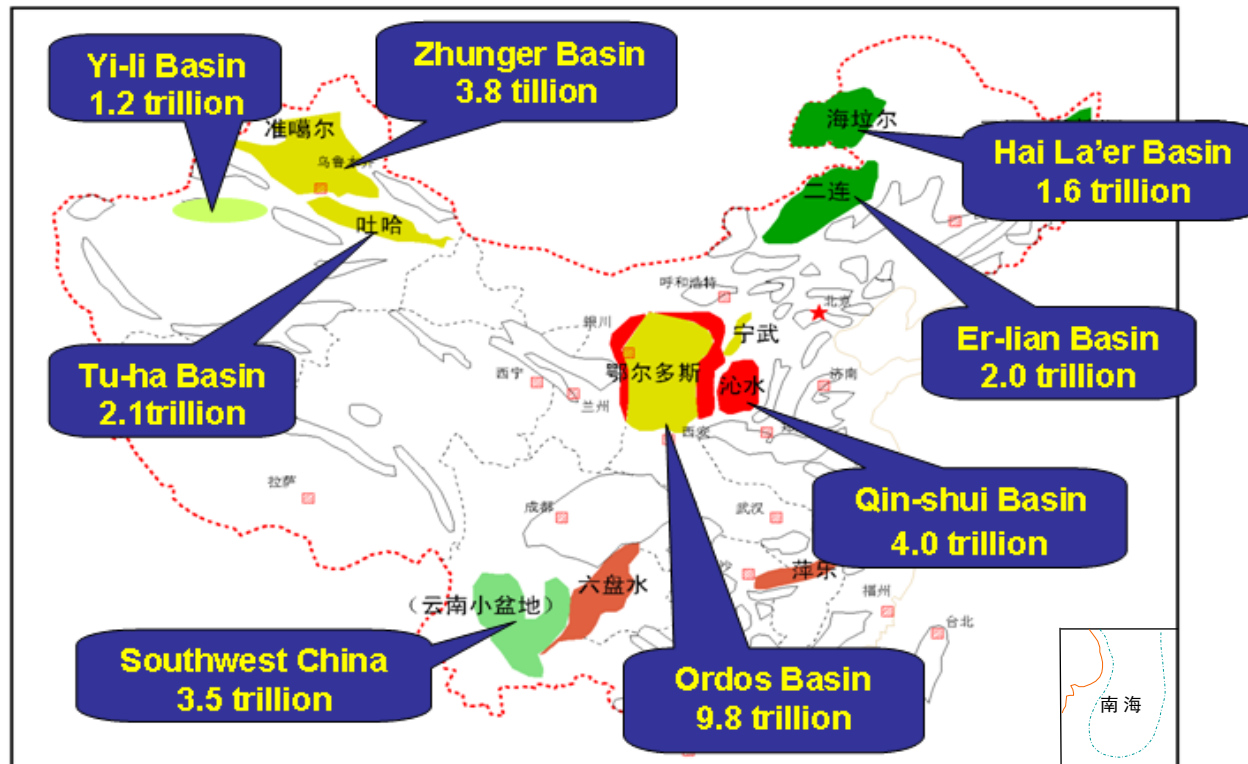 Yi-li Basin
1.2 trillion
Zhunger Basin
3.8 tillion
准噶尔
乌鲁木齐
吐哈
海垃尔
Hai La’er Basin
1.6 trillion
二连
呼和浩特
北京
银川
宁武
Er-lian Basin
2.0 trillion
Tu-ha Basin
2.1trillion
鄂尔多斯
沁水
西宁
兰州
济南
西安
拉萨
成都
武汉
Qin-shui Basin
4.0 trillion
六盘水
萍乐
(云南小盆地)
福州
台北
Southwest China
3.5 trillion
Ordos Basin
9.8 trillion
南海